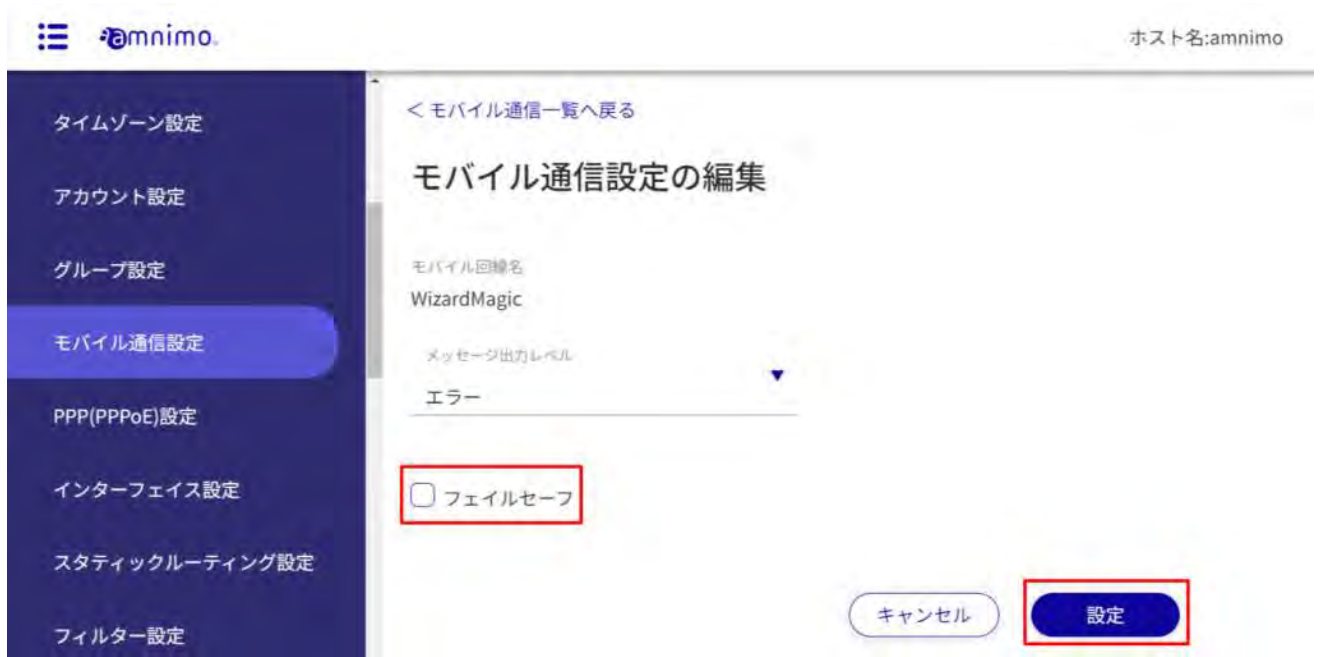 amnimo.
ホスト名:amnimo
タイムゾーン設定
アカウント設定
グループ設定
モバイル通信設定
PPP(PPPoE)設定
インターフェイス設定
スタティックルーティング設定
フィルター設定
< モバイル通信一覧へ戻る
モバイル通信設定の編集
モバイル回線名
WizardMagic
メッセージ出力レベル
エラー
フェイルセーフ
キャンセル
設定